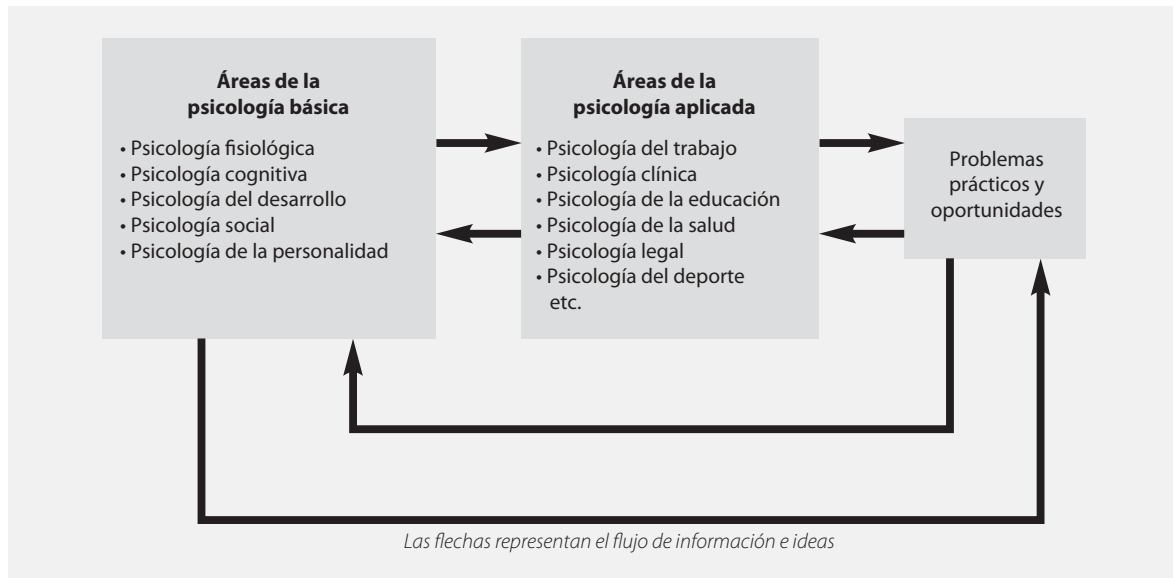 Áreas de la
psicología básica
• Psicología fisiológica
• Psicología cognitiva
• Psicología del desarrollo
• Psicología social
• Psicología de la personalidad
Áreas de la
psicología aplicada
• Psicología del trabajo
• Psicología clínica
• Psicología de la educación
• Psicología de la salud
• Psicología legal
• Psicología del deporte
etc.
Problemas
prácticos y
oportunidades
Las flechas representan el flujo de información e ideas